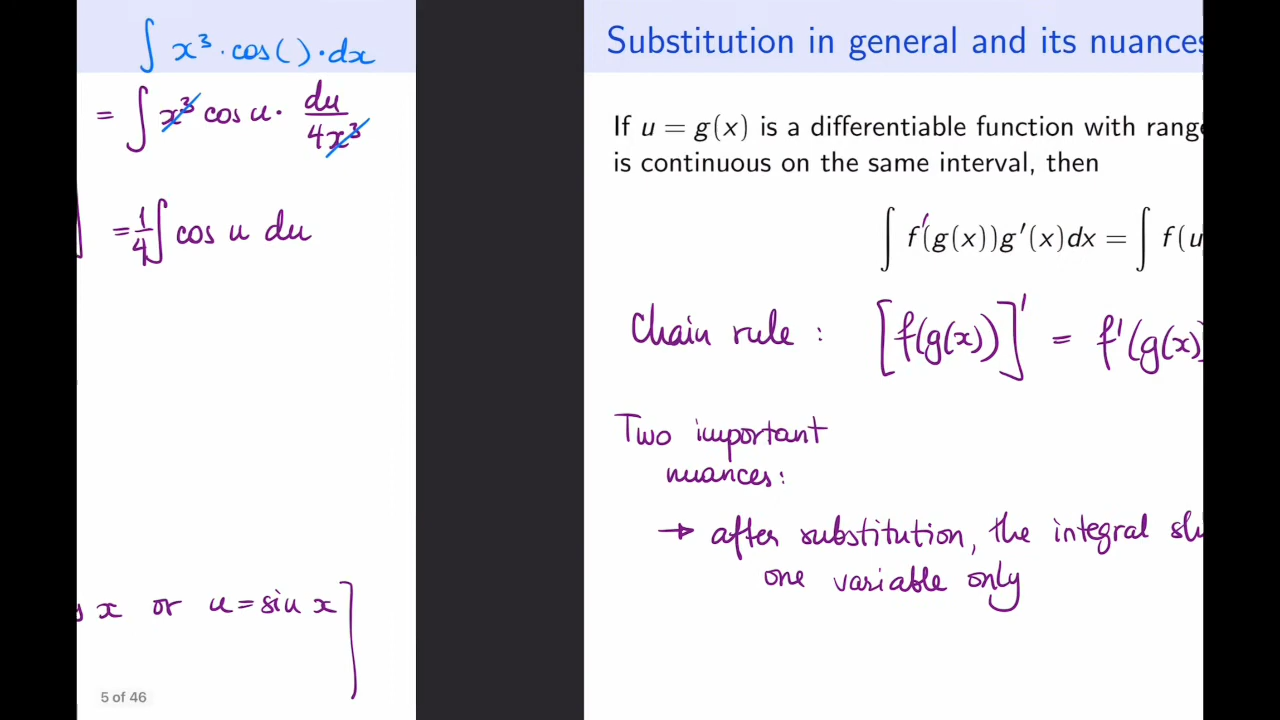 ∫ x³ · cos( ) · dx
= ∫ x³ cos u · du / 4x³
= 1/4 ∫ cos u du
x or u = sin x ]
5 of 46
Substitution in general and its nuances
If u = g(x) is a differentiable function with range
is continuous on the same interval, then
∫ f'(g(x))g'(x)dx = ∫ f(u
Chain rule : [f(g(x))]' = f'(g(x)
Two important
nuances:
→ after substitution, the integral
one variable only